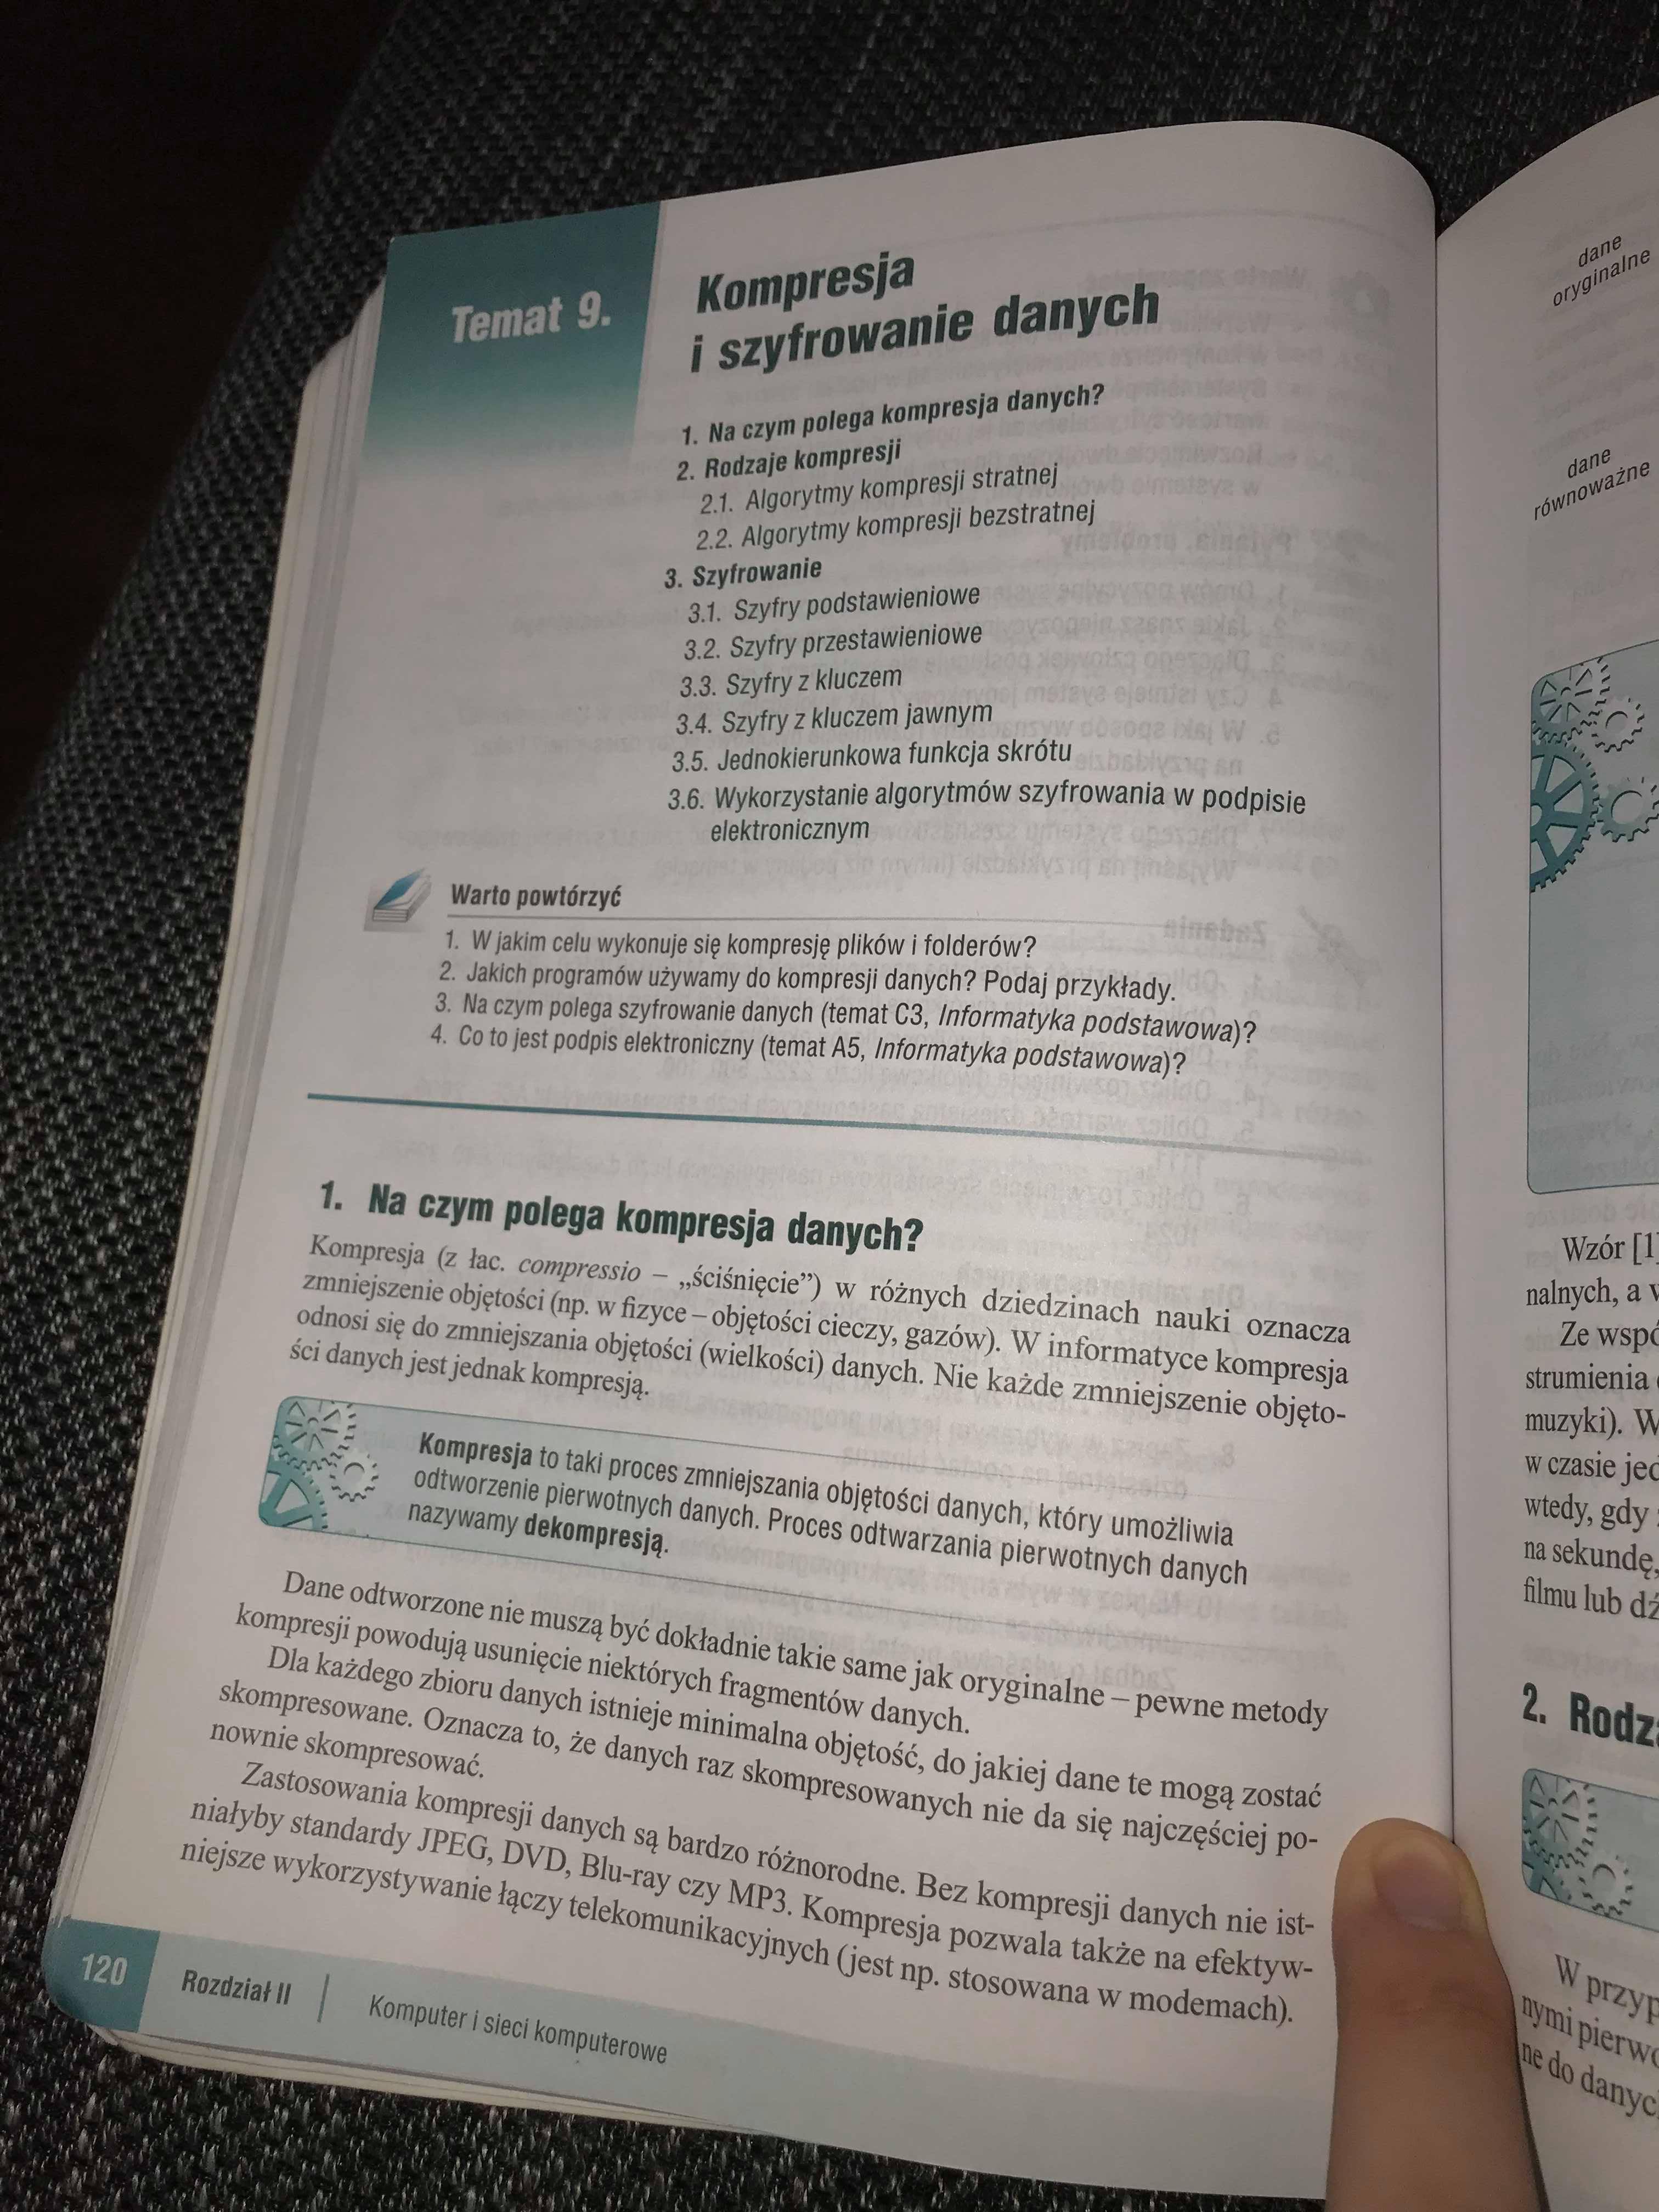 Temat 9.
Kompresja
i szyfrowanie danych
1. Na czym polega kompresja danych?
2. Rodzaje kompresji
2.1. Algorytmy kompresji stratnej
2.2. Algorytmy kompresji bezstratnej
3. Szyfrowanie
3.1. Szyfry podstawieniowe
3.2. Szyfry przestawieniowe
3.3. Szyfry z kluczem
3.4. Szyfry z kluczem jawnym
3.5. Jednokierunkowa funkcja skrótu
3.6. Wykorzystanie algorytmów szyfrowania w podpisie
elektronicznym
Warto powtórzyć
1. W jakim celu wykonuje się kompresję plików i folderów?
2. Jakich programów używamy do kompresji danych? Podaj przykłady.
3. Na czym polega szyfrowanie danych (temat C3, Informatyka podstawowa)?
4. Co to jest podpis elektroniczny (temat A5, Informatyka podstawowa)?
1. Na czym polega kompresja danych?
Kompresja (z łac. compressio – „ściśnięcie”) w różnych dziedzinach nauki oznacza
zmniejszenie objętości (np. w fizyce – objętości cieczy, gazów). W informatyce kompresja
odnosi się do zmniejszania objętości (wielkości) danych. Nie każde zmniejszenie objęto-
ści danych jest jednak kompresją.
Kompresja to taki proces zmniejszania objętości danych, który umożliwia
odtworzenie pierwotnych danych. Proces odtwarzania pierwotnych danych
nazywamy dekompresją.
Dane odtworzone nie muszą być dokładnie takie same jak oryginalne – pewne metody
kompresji powodują usunięcie niektórych fragmentów danych.
Dla każdego zbioru danych istnieje minimalna objętość, do jakiej dane te mogą zostać
skompresowane. Oznacza to, że danych raz skompresowanych nie da się najczęściej po-
nownie skompresować.
Zastosowania kompresji danych są bardzo różnorodne. Bez kompresji danych nie ist-
niałyby standardy JPEG, DVD, Blu-ray czy MP3. Kompresja pozwala także na efektyw-
niejsze wykorzystywanie łączy telekomunikacyjnych (jest np. stosowana w modemach).
120
Rozdział II | Komputer i sieci komputerowe
dane
oryginalne
dane
równoważne
Wzór [1]
nalnych, a
Ze
strumienia
muzyki). W
w czasie
wtedy, gdy
na sekundę,
filmu lub
2.
W
nymi
ne do